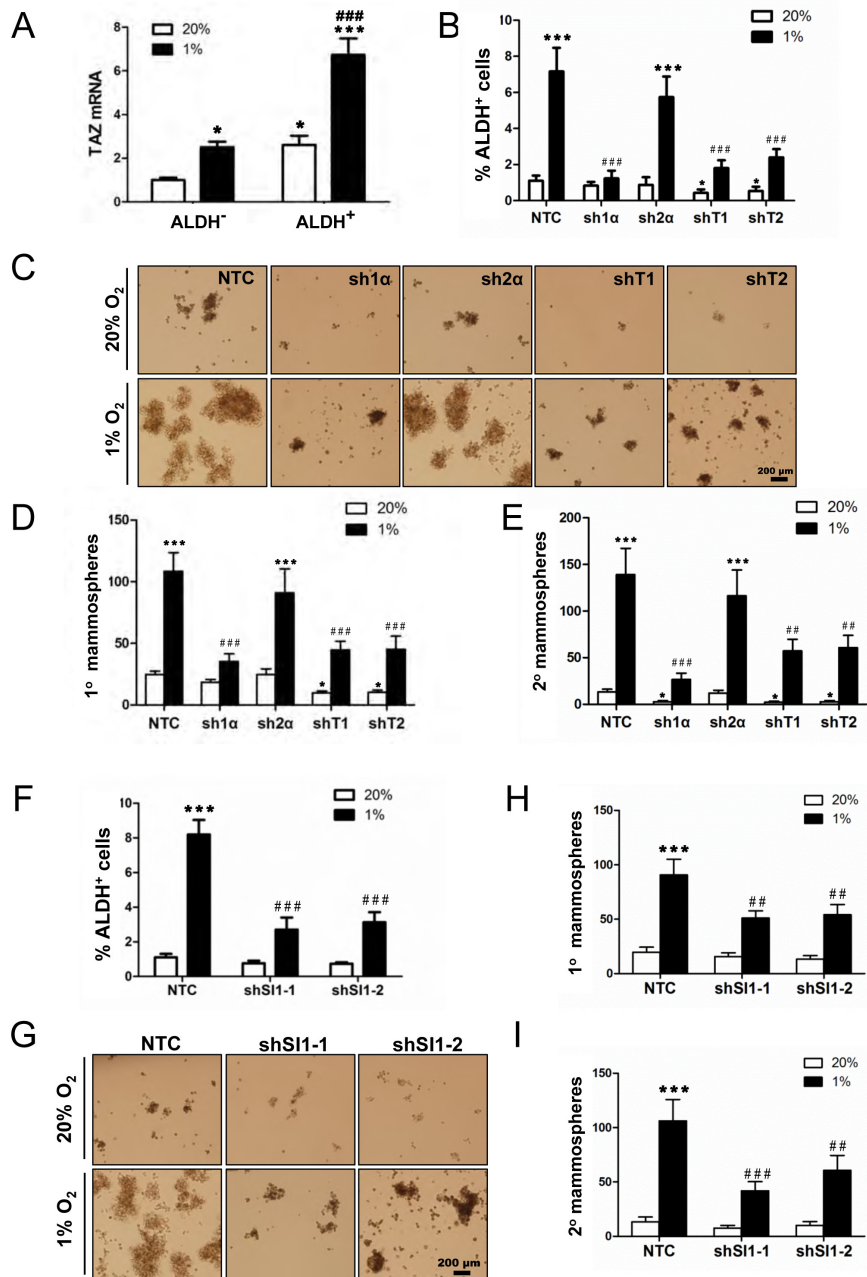 A
TAZ mRNA
8
6
4
2
0
20%
1%
*
*
###
***
ALDH-
ALDH+
B
% ALDH+ cells
10
8
6
4
2
0
20%
1%
***
###
***
*
###
*
###
NTC sh1α sh2α shT1 shT2
C
20% O2
NTC
sh1α
sh2α
shT1
shT2
1% O2
200 µm
D
1o mammospheres
150
100
50
0
20%
1%
***
###
***
*
###
*
###
NTC sh1α sh2α shT1 shT2
E
2o mammospheres
200
150
100
50
0
20%
1%
***
*
###
***
*
##
*
##
NTC sh1α sh2α shT1 shT2
F
% ALDH+ cells
10
8
6
4
2
0
20%
1%
***
###
###
NTC shSI1-1 shSI1-2
H
1o mammospheres
150
100
50
0
20%
1%
***
##
##
NTC shSI1-1 shSI1-2
G
NTC shSI1-1 shSI1-2
20% O2
1% O2
200 µm
I
2o mammospheres
150
100
50
0
20%
1%
***
###
##
NTC shSI1-1 shSI1-2